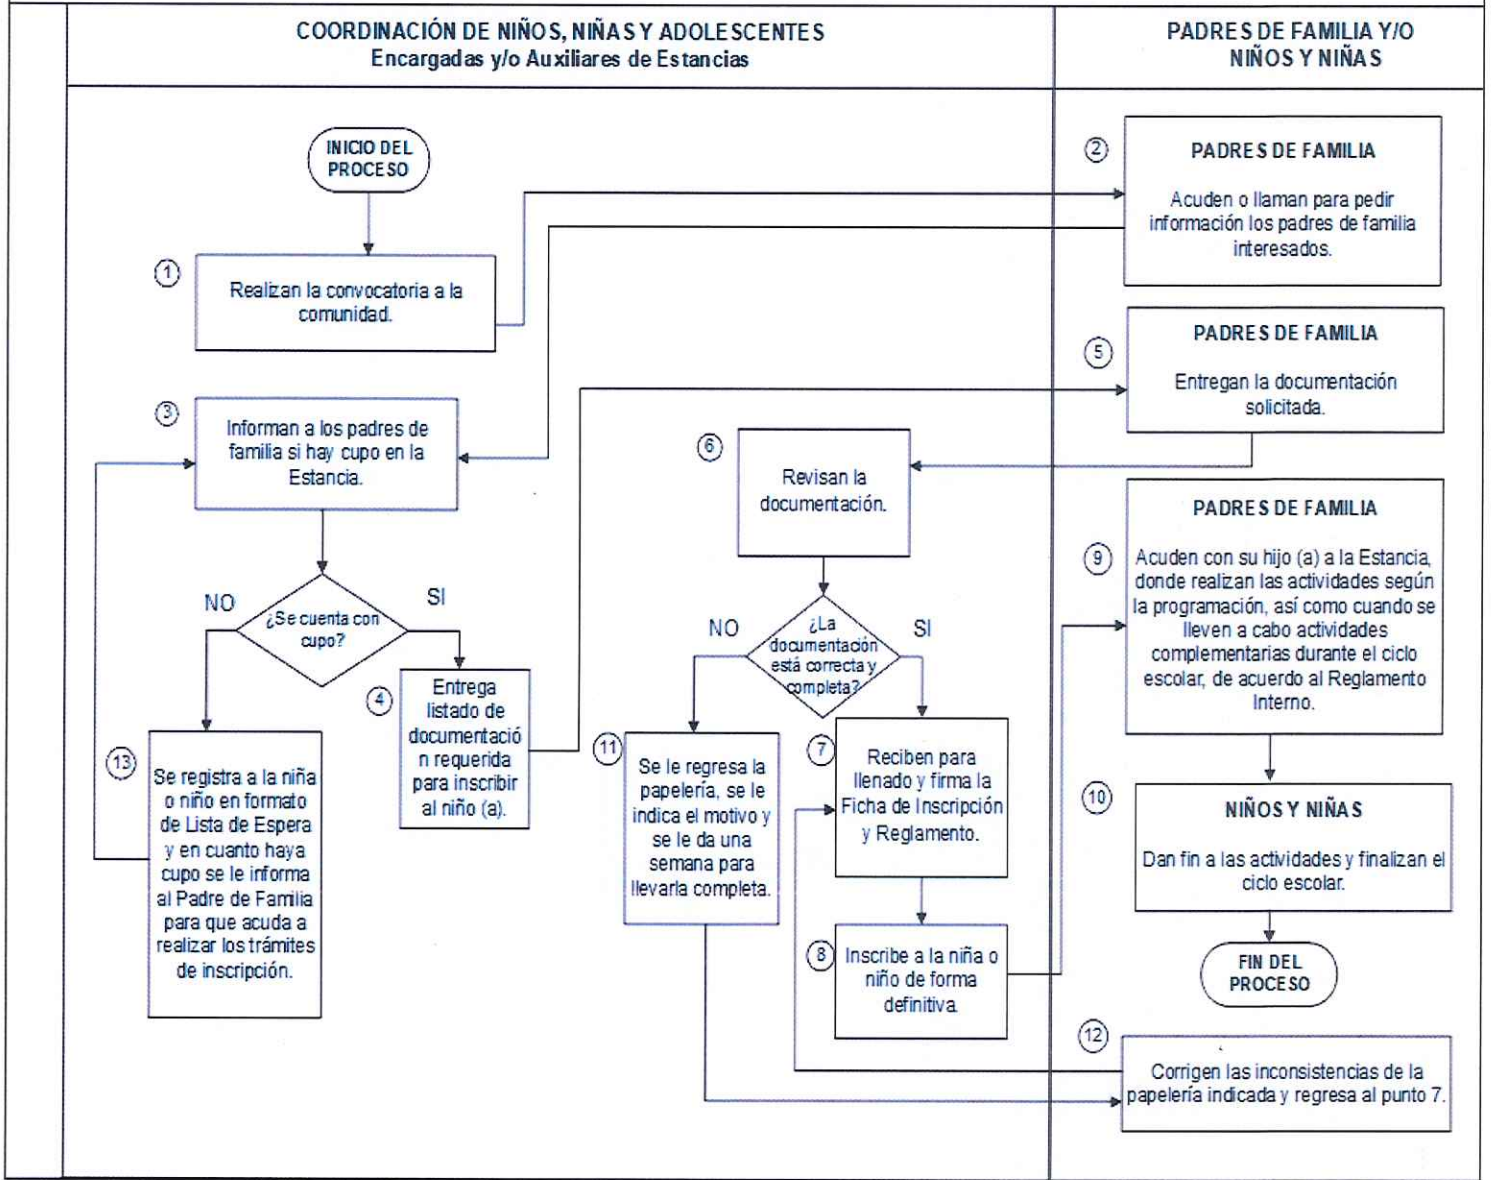 COORDINACIÓN DE NIÑOS, NIÑAS Y ADOLESCENTES
Encargadas y/o Auxiliares de Estancias
PADRES DE FAMILIA Y/O
NIÑOS Y NIÑAS
INICIO DEL
PROCESO
1
Realizan la convocatoria a la
comunidad.
2
PADRES DE FAMILIA
Acuden o llaman para pedir
información los padres de familia
interesados.
3
Informan a los padres de
familia si hay cupo en la
Estancia.
¿Se cuenta con
cupo?
NO
SI
4
Entrega
listado de
documentació
n requerida
para inscribir
al niño (a).
5
PADRES DE FAMILIA
Entregan la documentación
solicitada.
6
Revisan la
documentación.
¿La
documentación
está correcta y
completa?
NO
SI
7
Reciben para
llenado y firma la
Ficha de Inscripción
y Reglamento.
8
Inscribe a la niña o
niño de forma
definitiva.
9
PADRES DE FAMILIA
Acuden con su hijo (a) a la Estancia,
donde realizan las actividades según
la programación, así como cuando se
lleven a cabo actividades
complementarias durante el ciclo
escolar, de acuerdo al Reglamento
Interno.
10
NIÑOS Y NIÑAS
Dan fin a las actividades y finalizan el
ciclo escolar.
FIN DEL
PROCESO
11
Se le regresa la
papelería, se le
indica el motivo y
se le da una
semana para
llevarla completa.
12
Corrigen las inconsistencias de la
papelería indicada y regresa al punto 7.
13
Se registra a la niña
o niño en formato
de Lista de Espera
y en cuanto haya
cupo se le informa
al Padre de Familia
para que acuda a
realizar los trámites
de inscripción.